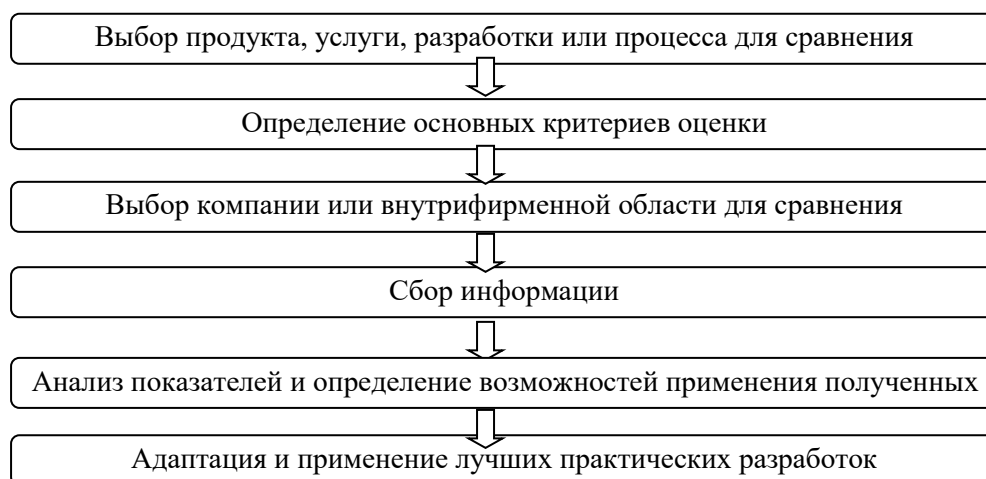 Выбор продукта, услуги, разработки или процесса для сравнения
Определение основных критериев оценки
Выбор компании или внутрифирменной области для сравнения
Сбор информации
Анализ показателей и определение возможностей применения полученных
Адаптация и применение лучших практических разработок